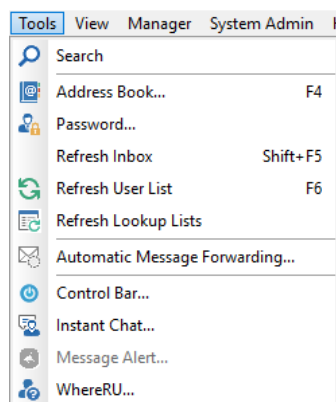 Tools View Manager System Admin
Search
Address Book... F4
Password...
Refresh Inbox Shift+F5
Refresh User List F6
Refresh Lookup Lists
Automatic Message Forwarding...
Control Bar...
Instant Chat...
Message Alert...
WhereRU...